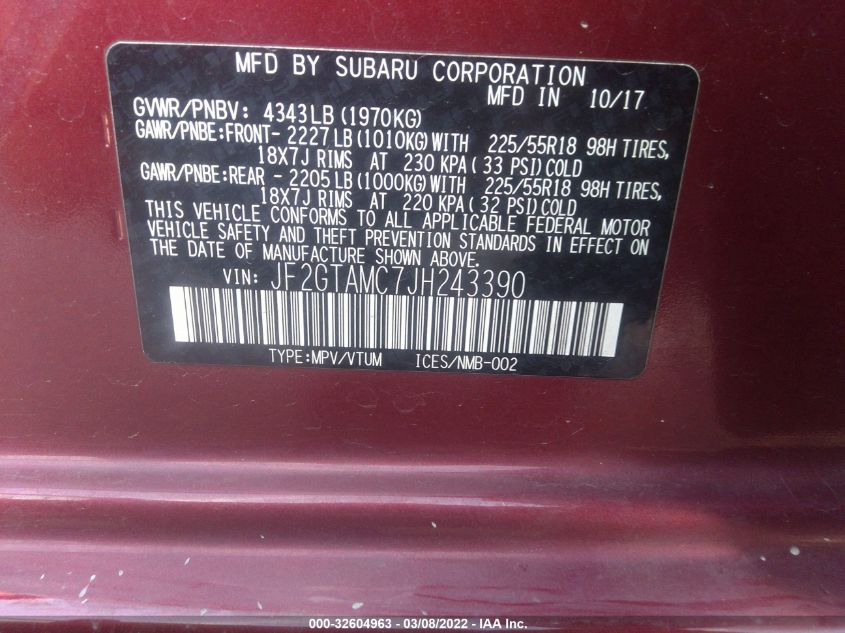 MFD BY SUBARU CORPORATION
MFD IN 10/17
GVWR/PNBV: 4343LB(1970KG)
GAWR/PNBE:FRONT- 2227LB(1010KG)WITH 225/55R18 98H TIRES,
18X7J RIMS AT 230 KPA( 33 PSI)COLD
GAWR/PNBE:REAR - 2205LB(1000KG)WITH 225/55R18 98H TIRES,
18X7J RIMS AT 220 KPA( 32 PSI)COLD
THIS VEHICLE CONFORMS TO ALL APPLICABLE FEDERAL MOTOR
VEHICLE SAFETY AND THEFT PREVENTION STANDARDS IN EFFECT ON
THE DATE OF MANUFACTURE SHOWN ABOVE.
VIN: JF2GTAMC7JH243390
TYPE:MPV/VTUM ICES/NMB-002
000-32604963 - 03/08/2022 - IAA Inc.